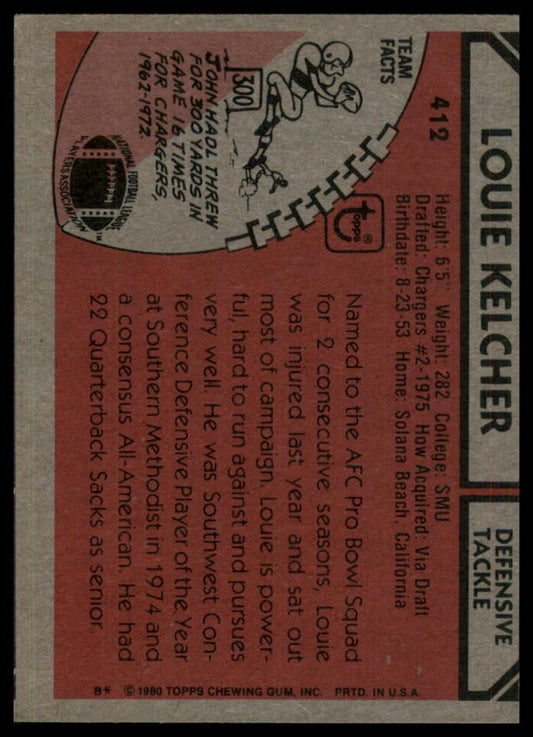 LOUIE KELCHER
DEFENSIVE
TACKLE
412
Height: 6'5" Weight: 282 College: SMU
Drafted: Chargers #2-1975 How Acquired: Via Draft
Birthdate: 8-23-53 Home: Solana Beach, California
TEAM
FACTS
300
JOHN HADL THREW
FOR 300 YARDS IN
GAME 16 TIMES
FOR CHARGERS,
1962-1972.
NATIONAL FOOTBALL LEAGUE
PLAYERS ASSOCIATION™
topps®
Named to the AFC Pro Bowl Squad
for 2 consecutive seasons, Louie
was injured last year and sat out
most of campaign. Louie is power-
ful, hard to run against and pursues
very well. He was Southwest Con-
ference Defensive Player of the Year
at Southern Methodist in 1974 and
a consensus All-American. He had
22 Quarterback Sacks as senior.
B* © 1980 TOPPS CHEWING GUM, INC. PRTD. IN U.S.A.